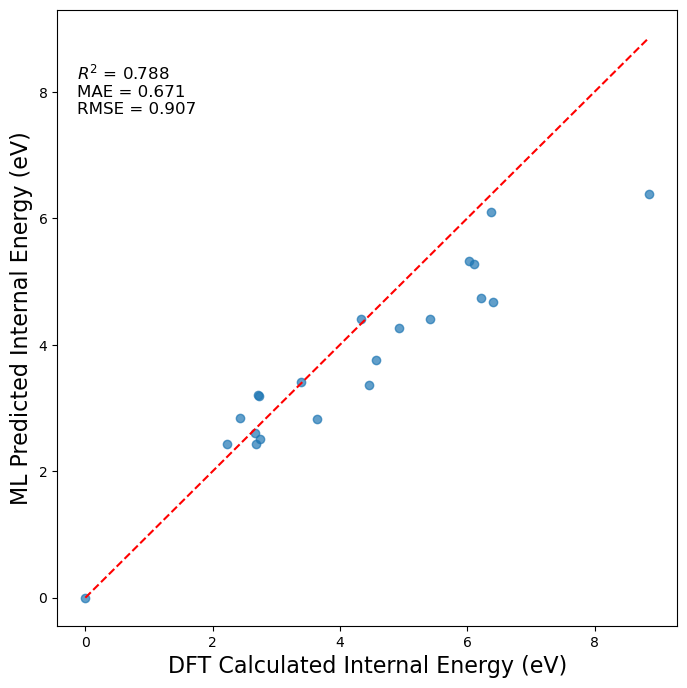 R² = 0.788
MAE = 0.671
RMSE = 0.907
ML Predicted Internal Energy (eV)
8
6
4
2
0
0 2 4 6 8
DFT Calculated Internal Energy (eV)